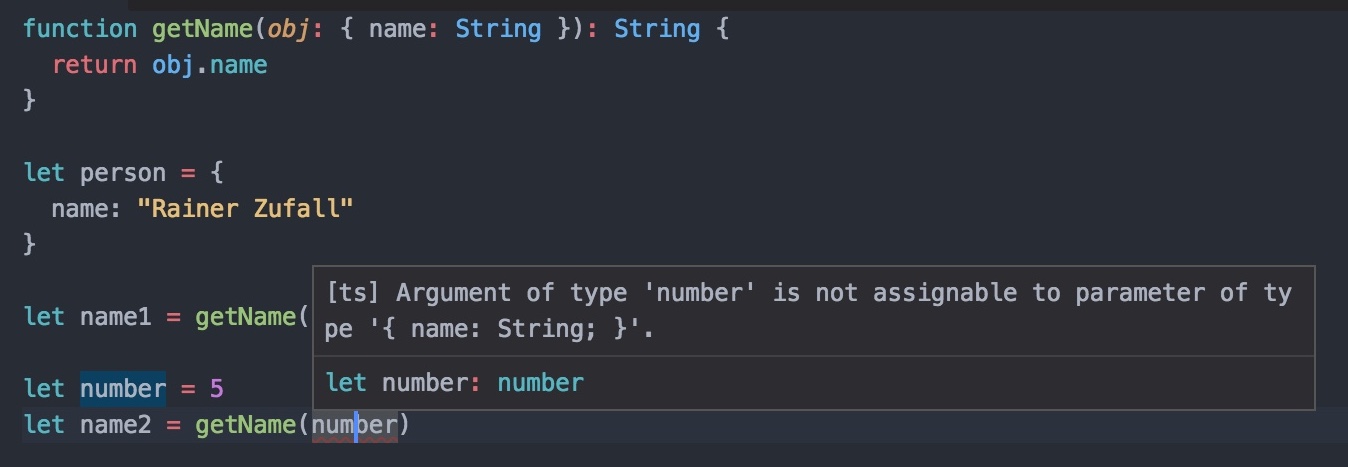 function getName(obj: { name: String }): String {
return obj.name
}
let person = {
name: "Rainer Zufall"
}
let name1 = getName(
[ts] Argument of type 'number' is not assignable to parameter of ty
pe '{ name: String; }'.
let number: number
let number = 5
let name2 = getName(number)